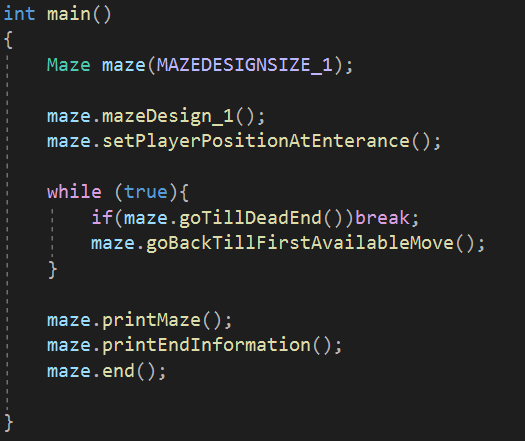 int main()
{
Maze maze(MAZEDESIGNSIZE_1);
maze.mazeDesign_1();
maze.setPlayerPositionAtEnterance();
while (true){
if(maze.goTillDeadEnd())break;
maze.goBackTillFirstAvailableMove();
}
maze.printMaze();
maze.printEndInformation();
maze.end();
}